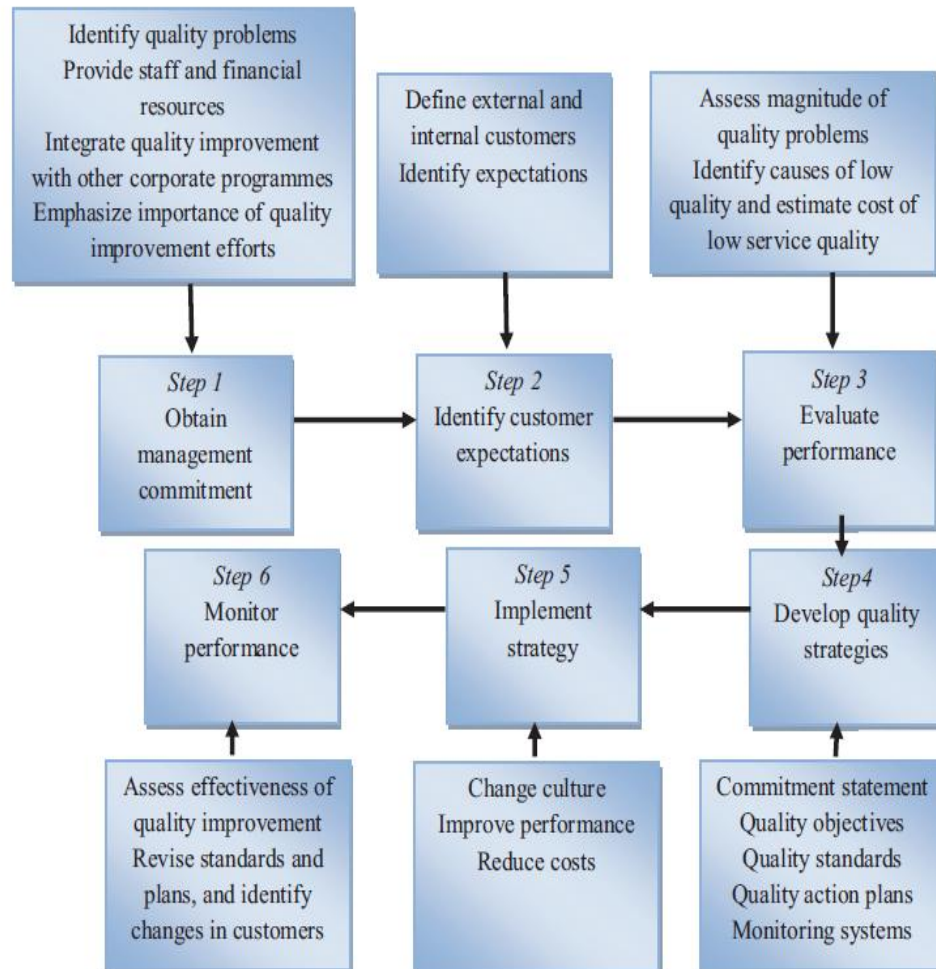 Identify quality problems
Provide staff and financial
resources
Integrate quality improvement
with other corporate programmes
Emphasize importance of quality
improvement efforts
Define external and
internal customers
Identify expectations
Assess magnitude of
quality problems
Identify causes of low
quality and estimate cost of
low service quality
Step 1
Obtain
management
commitment
Step 2
Identify customer
expectations
Step 3
Evaluate
performance
Step 6
Monitor
performance
Step 5
Implement
strategy
Step4
Develop quality
strategies
Assess effectiveness of
quality improvement
Revise standards and
plans, and identify
changes in customers
Change culture
Improve performance
Reduce costs
Commitment statement
Quality objectives
Quality standards
Quality action plans
Monitoring systems